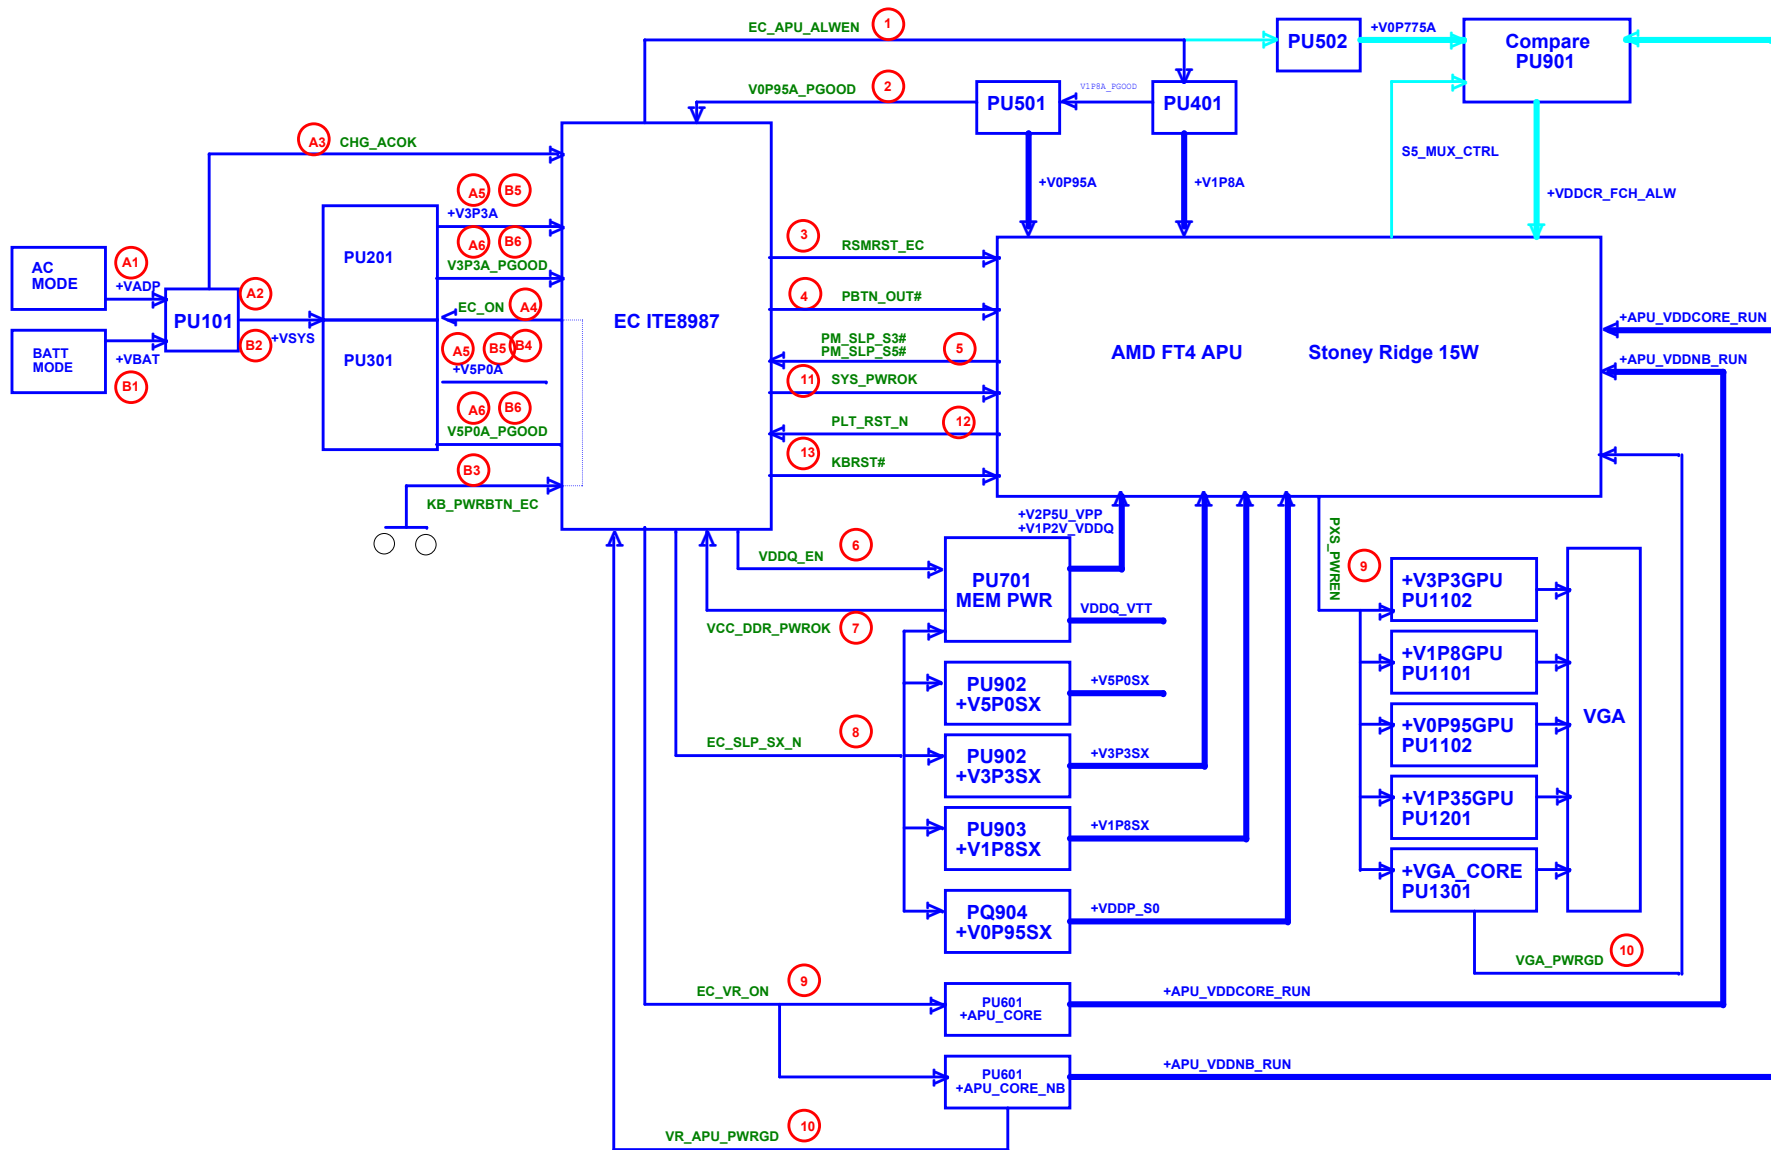 EC_APU_ALWEN
1
PU502
+V0P775A
Compare
PU901
V0P95A_PGOOD
2
PU501
V1P8A_PGOOD
PU401
A3
CHG_ACOK
S5_MUX_CTRL
+V0P95A
+V1P8A
+VDDCR_FCH_ALW
A5
B5
+V3P3A
A6
B6
V3P3A_PGOOD
PU201
AC
MODE
A1
+VADP
A2
PU101
EC_ON
A4
B2
+VSYS
BATT
MODE
+VBAT
B1
PU301
A5
B5
B4
+V5P0A
A6
B6
V5P0A_PGOOD
B3
KB_PWRBTN_EC
EC ITE8987
3
RSMRST_EC
4
PBTN_OUT#
PM_SLP_S3#
PM_SLP_S5#
5
11
SYS_PWROK
PLT_RST_N
12
13
KBRST#
AMD FT4 APU
Stoney Ridge 15W
+APU_VDDCORE_RUN
+APU_VDDNB_RUN
+V2P5U_VPP
+V1P2V_VDDQ
VDDQ_EN
6
PU701
MEM PWR
VDDQ_VTT
VCC_DDR_PWROK
7
PU902
+V5P0SX
+V5P0SX
EC_SLP_SX_N
8
PU902
+V3P3SX
+V3P3SX
PU903
+V1P8SX
+V1P8SX
PQ904
+V0P95SX
+VDDP_S0
PXS_PWREN
9
+V3P3GPU
PU1102
+V1P8GPU
PU1101
+V0P95GPU
PU1102
+V1P35GPU
PU1201
+VGA_CORE
PU1301
VGA
VGA_PWRGD
10
EC_VR_ON
9
PU601
+APU_CORE
+APU_VDDCORE_RUN
PU601
+APU_CORE_NB
+APU_VDDNB_RUN
VR_APU_PWRGD
10